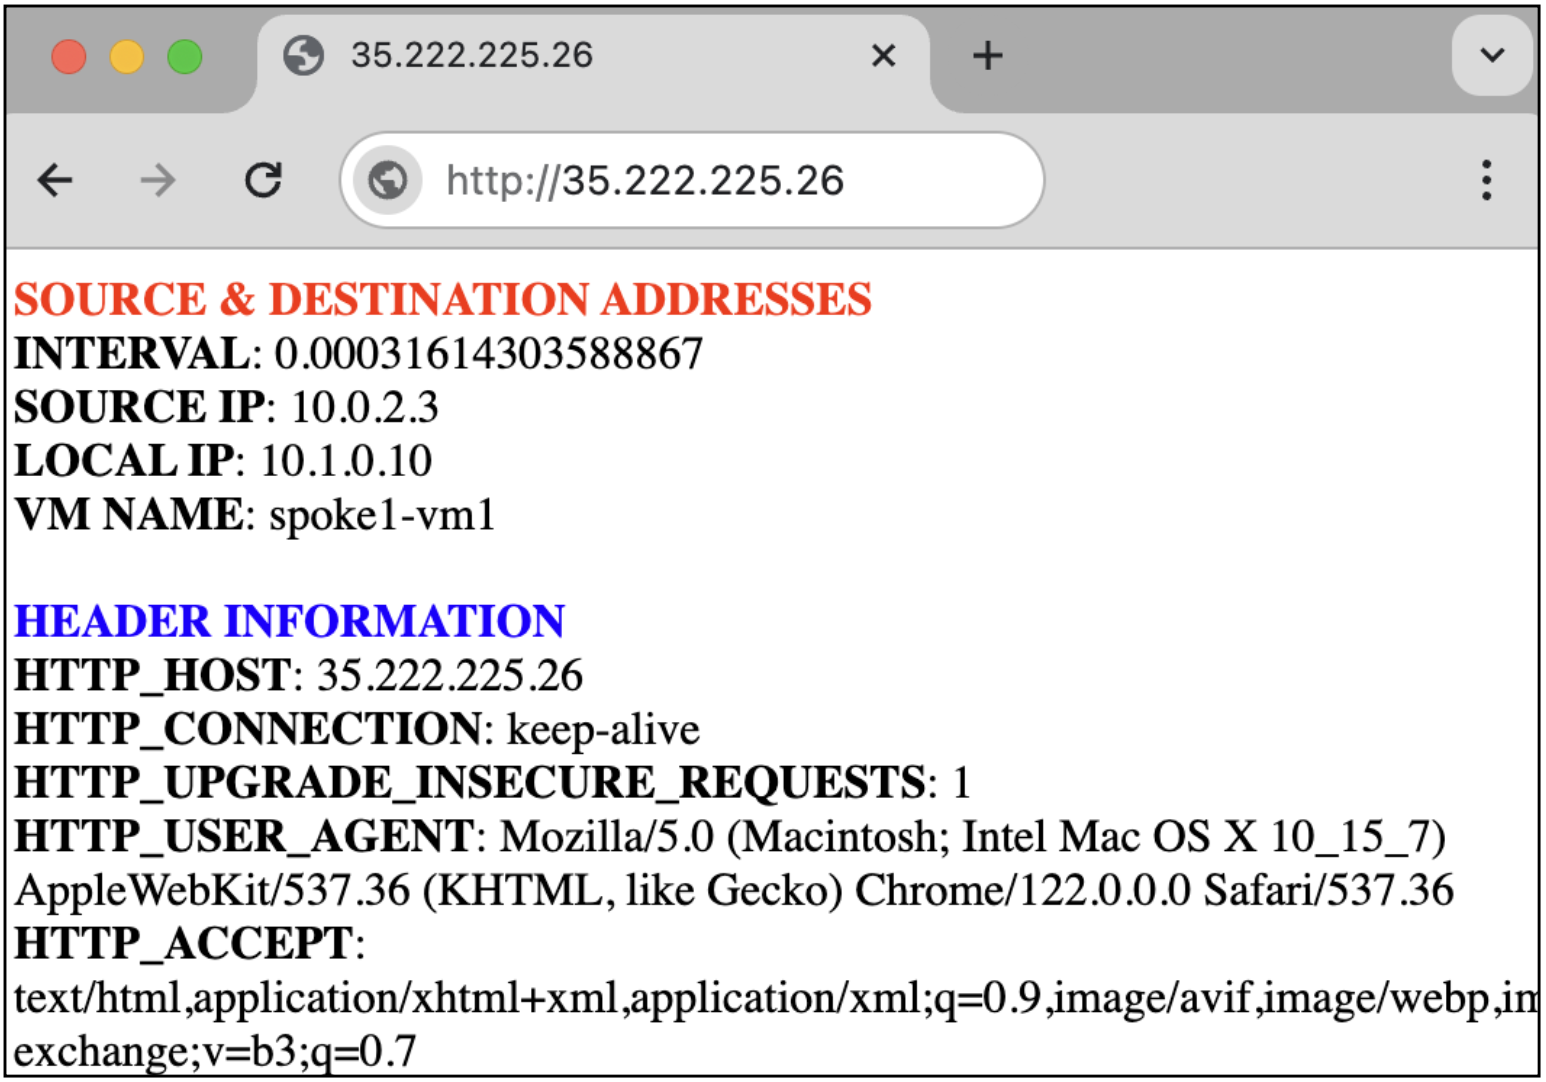 35.222.225.26
http://35.222.225.26
SOURCE & DESTINATION ADDRESSES
INTERVAL: 0.00031614303588867
SOURCE IP: 10.0.2.3
LOCAL IP: 10.1.0.10
VM NAME: spoke1-vm1
HEADER INFORMATION
HTTP_HOST: 35.222.225.26
HTTP_CONNECTION: keep-alive
HTTP_UPGRADE_INSECURE_REQUESTS: 1
HTTP_USER_AGENT: Mozilla/5.0 (Macintosh; Intel Mac OS X 10_15_7)
AppleWebKit/537.36 (KHTML, like Gecko) Chrome/122.0.0.0 Safari/537.36
HTTP_ACCEPT:
text/html,application/xhtml+xml,application/xml;q=0.9,image/avif,image/webp,im
exchange;v=b3;q=0.7